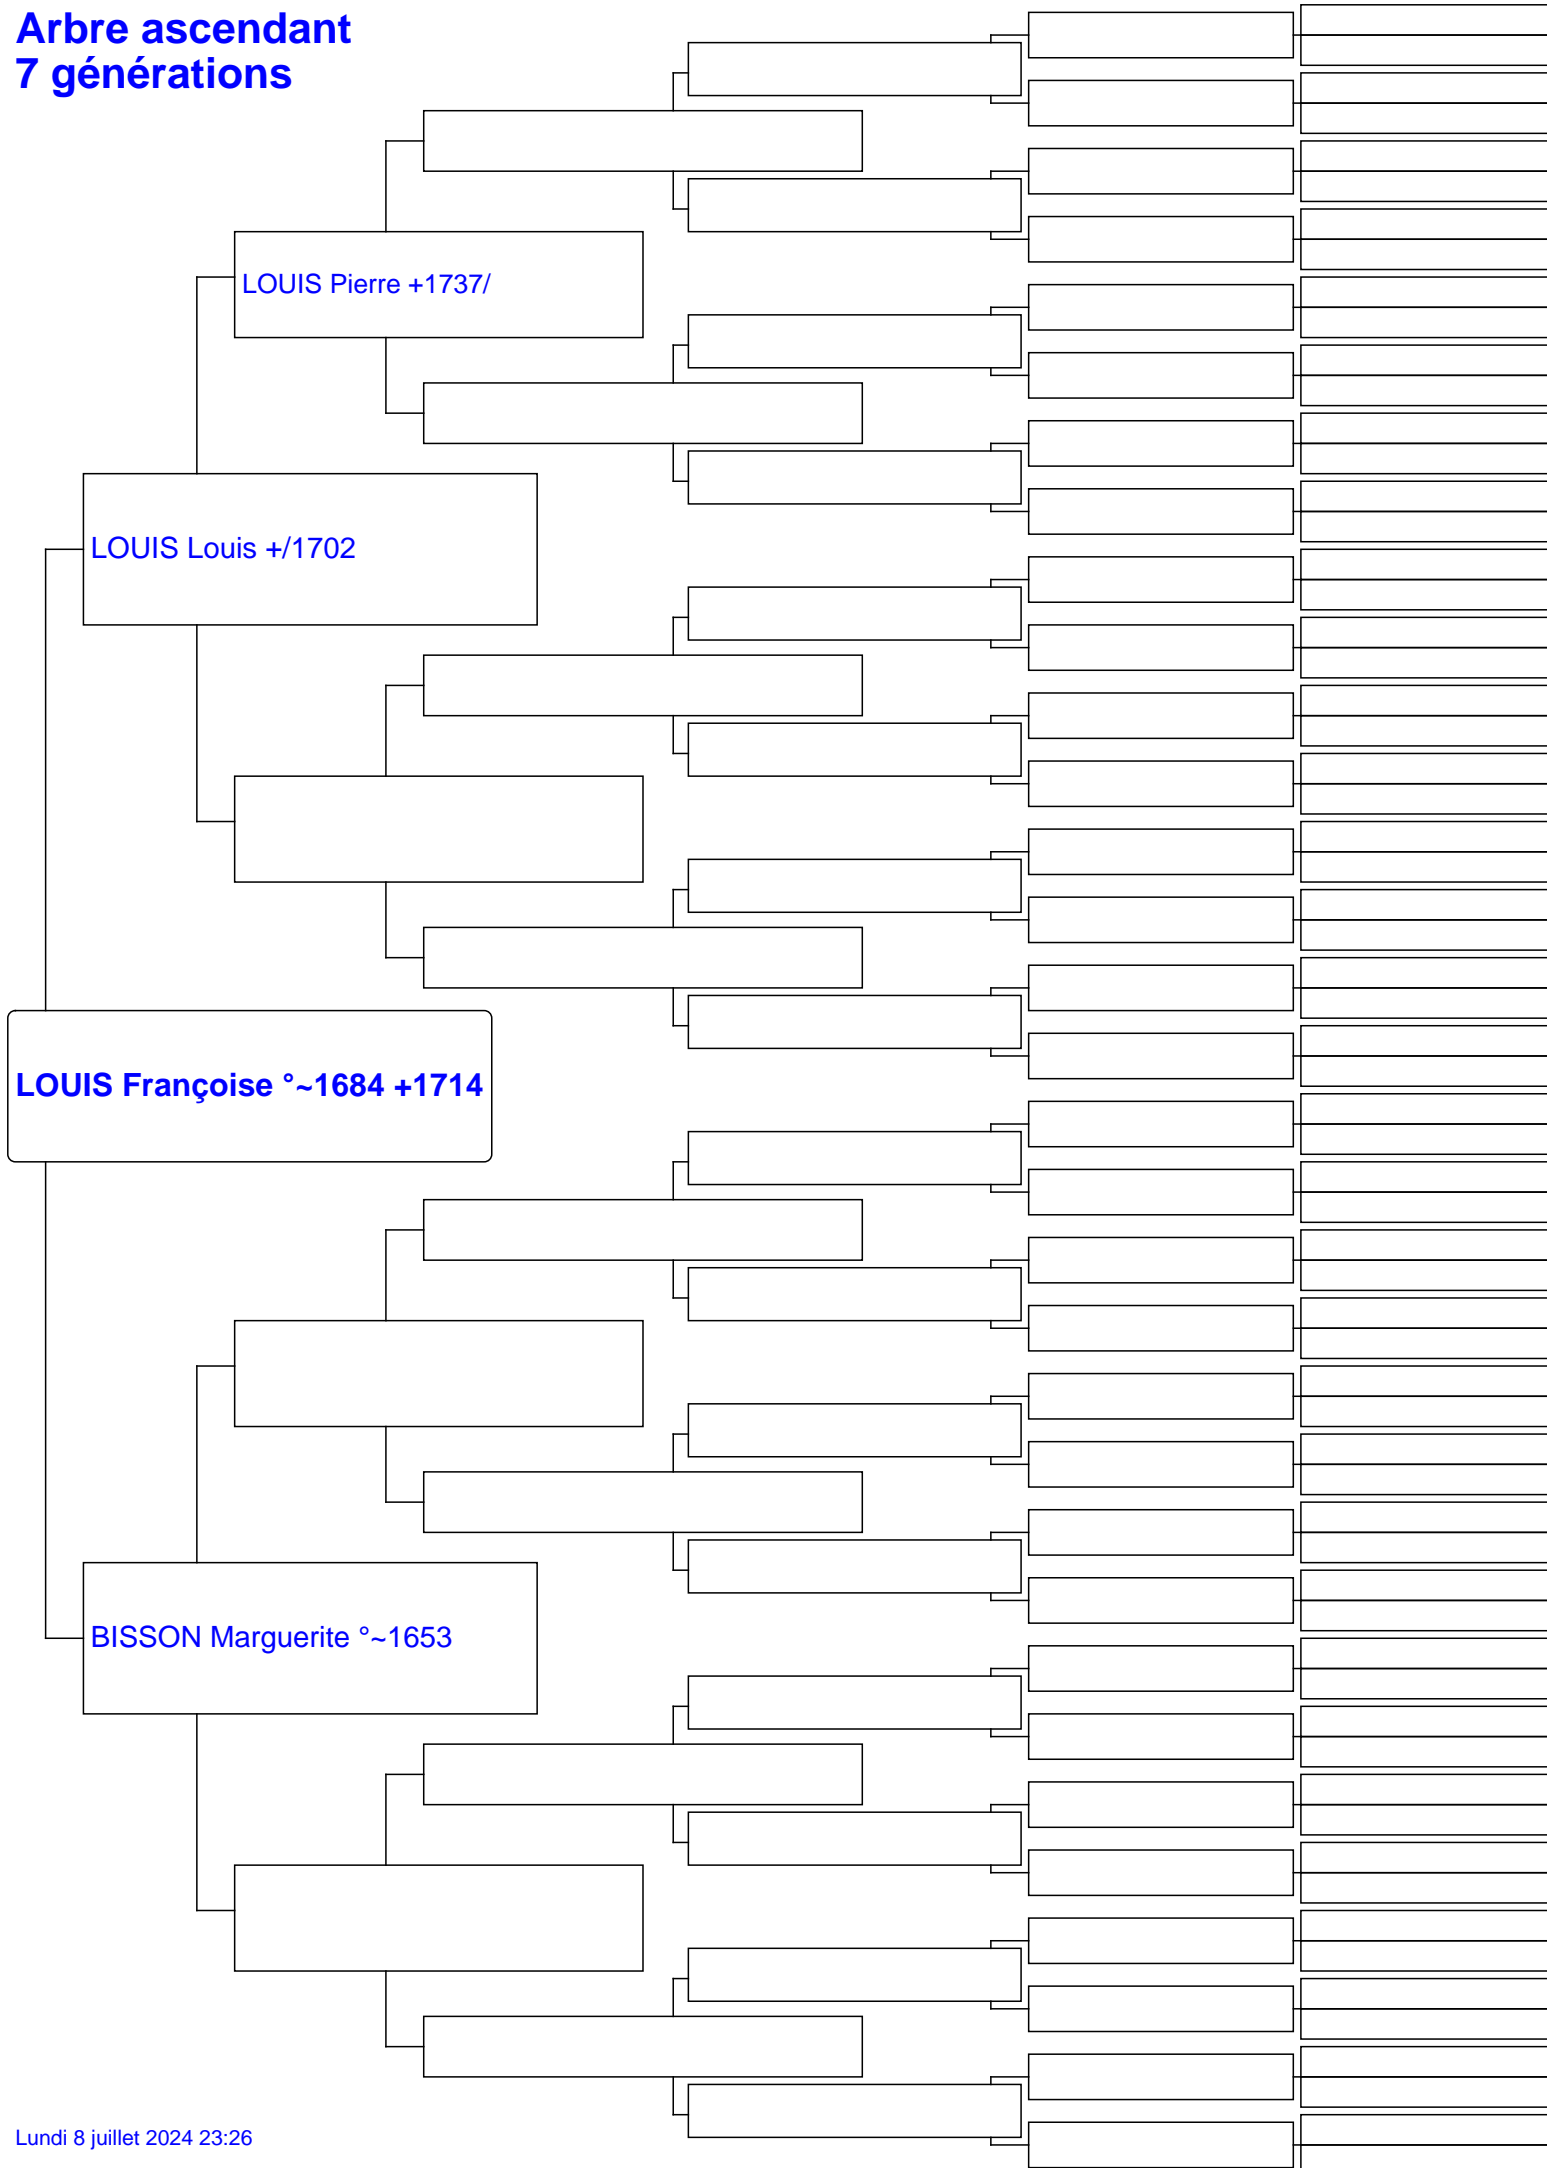 Arbre ascendant
7 générations
LOUIS Pierre +1737/
LOUIS Louis +/1702
LOUIS Françoise °~1684 +1714
BISSON Marguerite °~1653
Lundi 8 juillet 2024 23:26